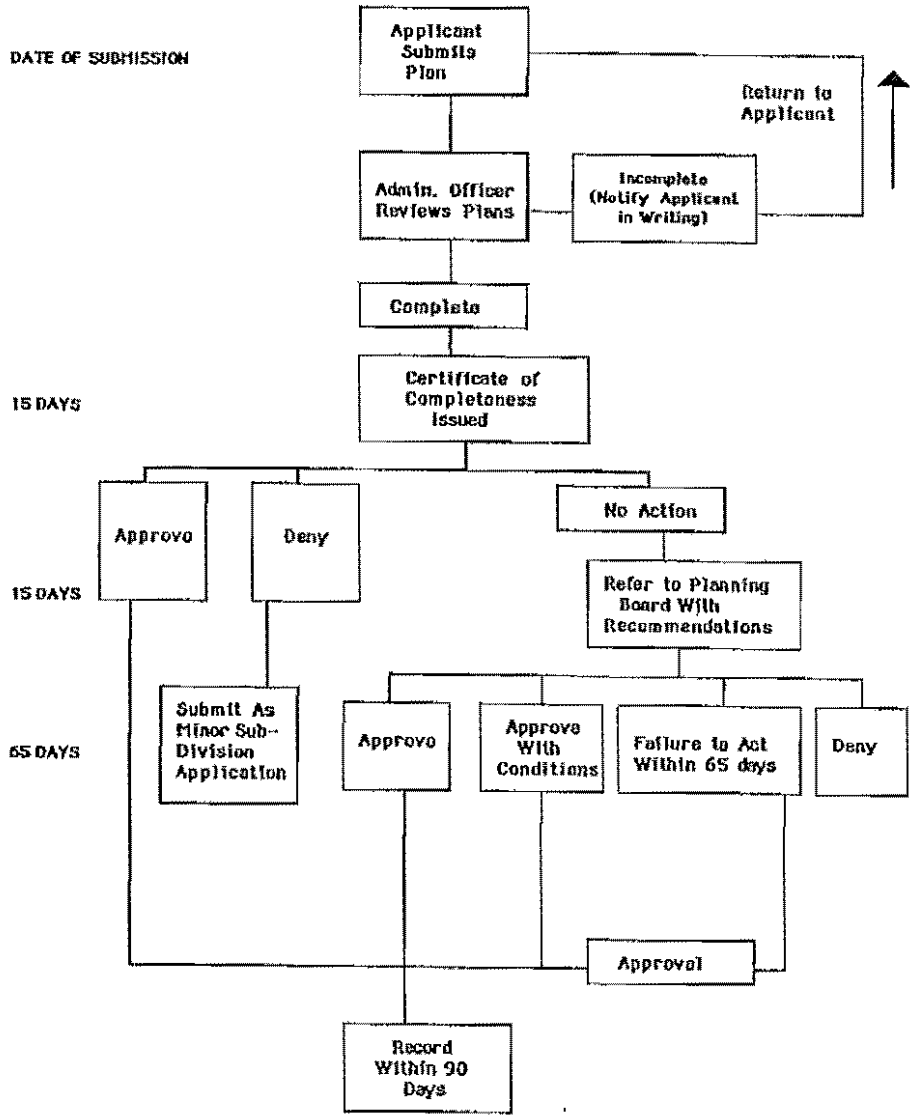 Applicant
Submits
Plan
DATE OF SUBMISSION
Return to
Applicant
Admin. Officer
Reviews Plans
Incomplete
(Notify Applicant
in Writing)
Complete
Certificate of
Completeness
Issued
15 DAYS
Approve
Deny
No Action
15 DAYS
Refer to Planning
Board With
Recommendations
65 DAYS
Submit As
Minor Sub-
Division
Application
Approve
Approve
With
Conditions
Failure to Act
Within 65 days
Deny
Approval
Record
Within 90
Days